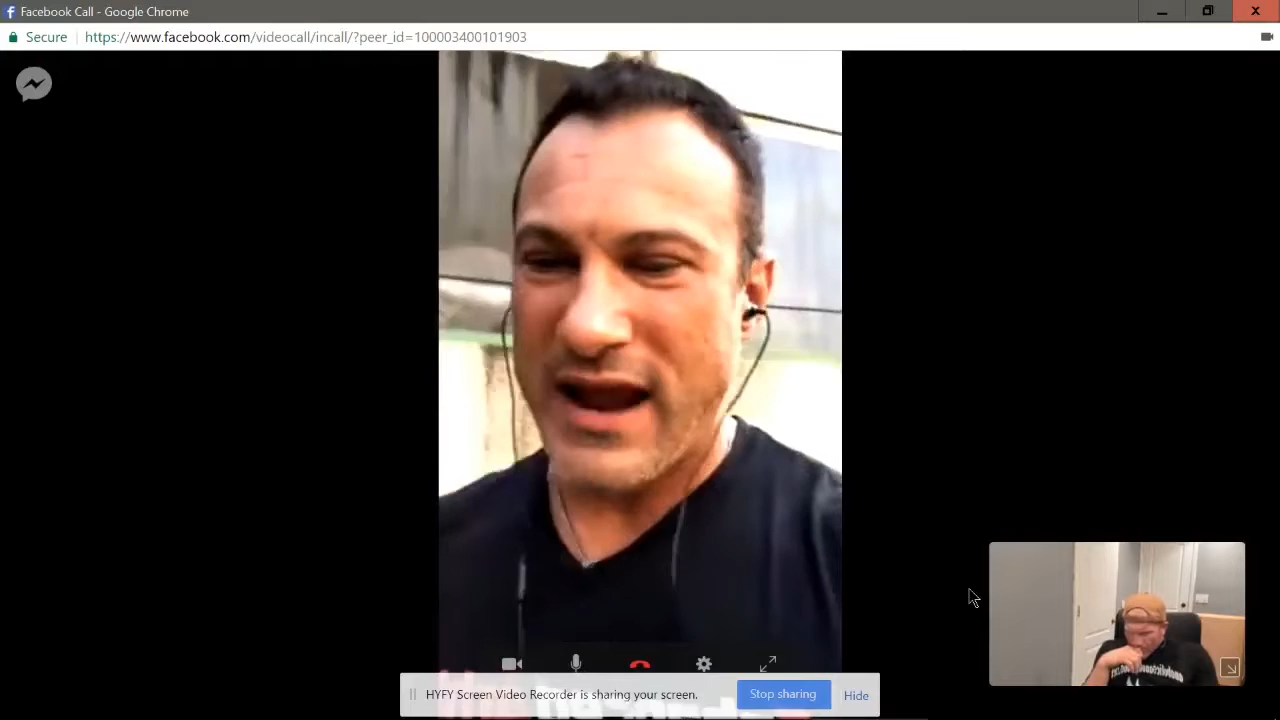 Facebook Call - Google Chrome
Secure
https://www.facebook.com/videocall/incall/?peer_id=100003400101903
HYFY Screen Video Recorder is sharing your screen.
Stop sharing
Hide